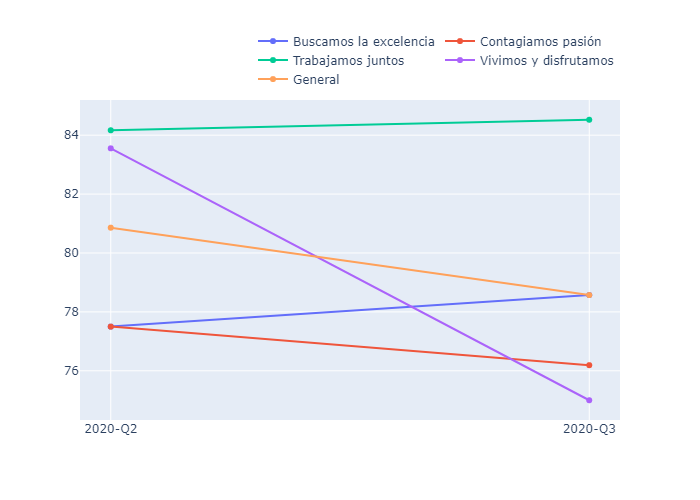 Buscamos la excelencia Contagiamos pasión
Trabajamos juntos Vivimos y disfrutamos
General
84
82
80
78
76
2020-Q2 2020-Q3